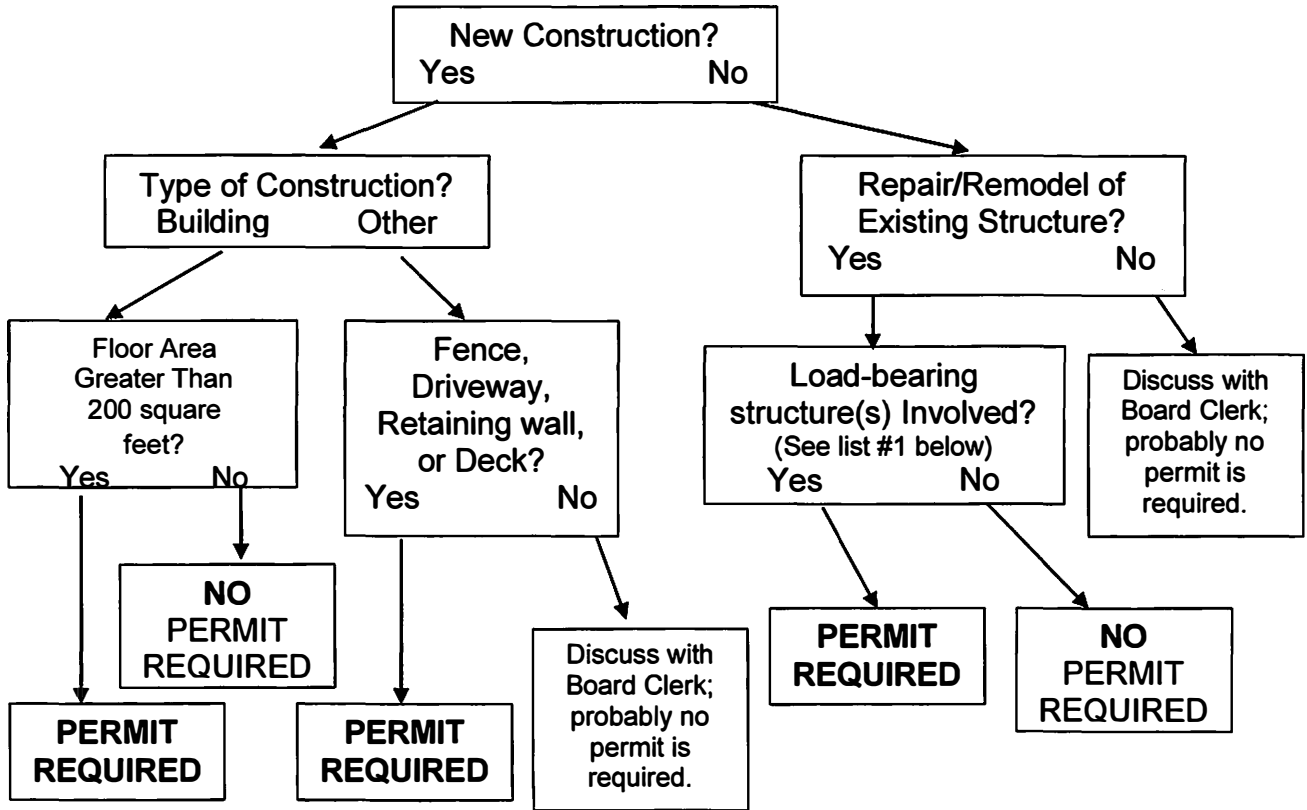 New Construction?
Yes No
Type of Construction?
Building Other
Repair/Remodel of
Existing Structure?
Yes No
Floor Area
Greater Than
200 square
feet?
Yes No
Fence,
Driveway,
Retaining wall,
or Deck?
Yes No
Load-bearing
structure(s) Involved?
(See list #1 below)
Yes No
Discuss with
Board Clerk;
probably no
permit is
required.
NO
PERMIT
REQUIRED
PERMIT
REQUIRED
PERMIT
REQUIRED
Discuss with
Board Clerk;
probably no
permit is
required.
PERMIT
REQUIRED
NO
PERMIT
REQUIRED